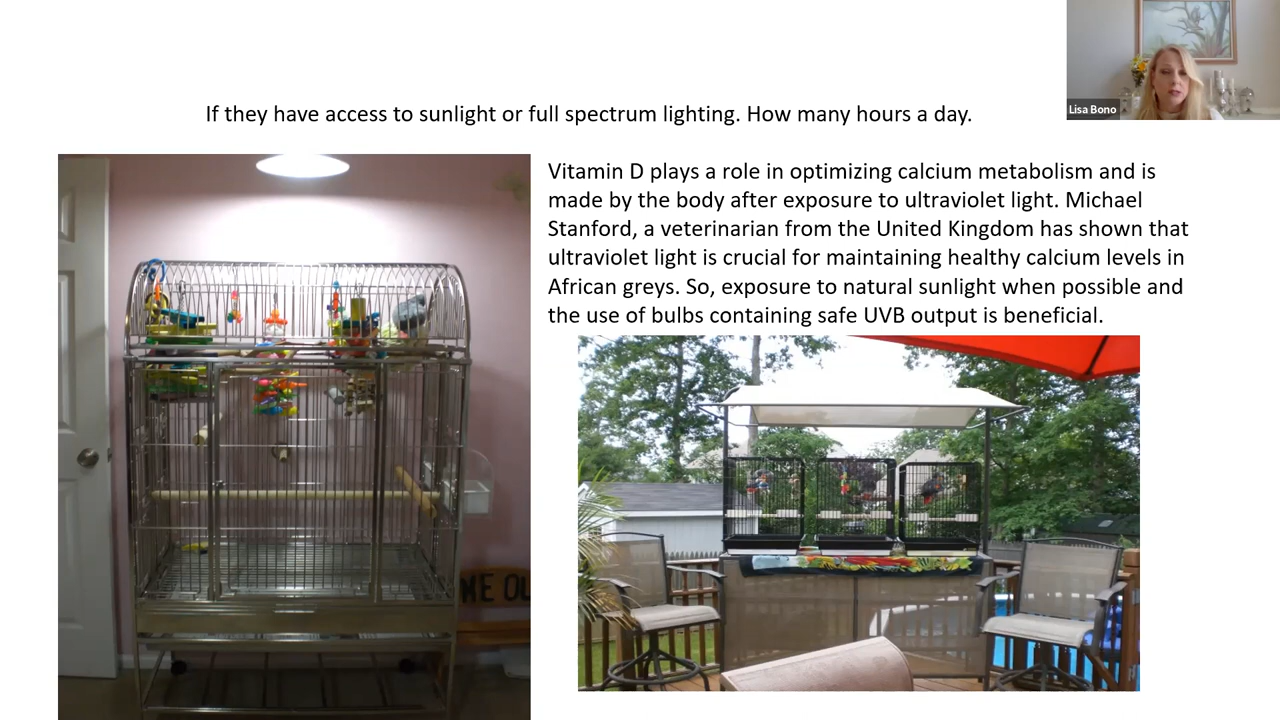 If they have access to sunlight or full spectrum lighting. How many hours a day.
Lisa Bono
Vitamin D plays a role in optimizing calcium metabolism and is
made by the body after exposure to ultraviolet light. Michael
Stanford, a veterinarian from the United Kingdom has shown that
ultraviolet light is crucial for maintaining healthy calcium levels in
African greys. So, exposure to natural sunlight when possible and
the use of bulbs containing safe UVB output is beneficial.
ME OU